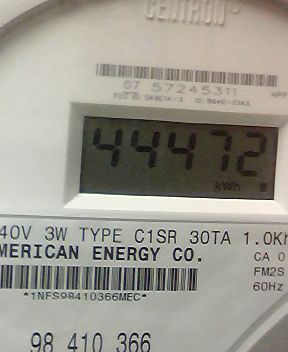 CENTRON®
07 57245311
44472
kWh
40V 3W TYPE C1SR 30TA 1.0Kh
MERICAN ENERGY CO.
CA 0
FM2S
60Hz
*1NFS98410366MEC*
98 410 366